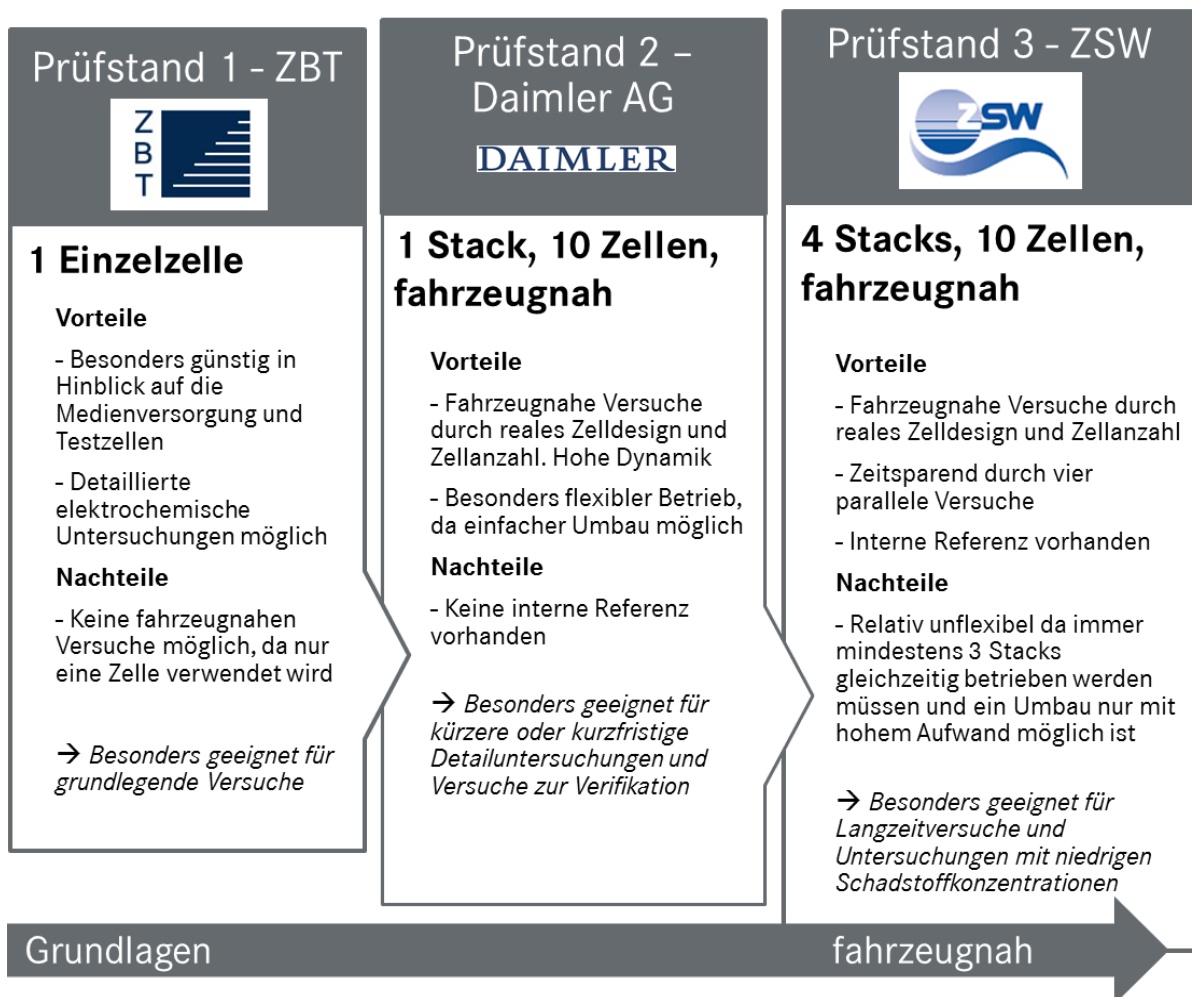 Prüfstand 1 - ZBT
Z
B
T
1 Einzelzelle
Vorteile
- Besonders günstig in
Hinblick auf die
Medienversorgung und
Testzellen
- Detaillierte
elektrochemische
Untersuchungen möglich
Nachteile
- Keine fahrzeugnahen
Versuche möglich, da nur
eine Zelle verwendet wird
→ Besonders geeignet für
grundlegende Versuche
Prüfstand 2 –
Daimler AG
DAIMLER
1 Stack, 10 Zellen,
fahrzeugnah
Vorteile
- Fahrzeugnahe Versuche
durch reales Zelldesign und
Zellanzahl. Hohe Dynamik
- Besonders flexibler Betrieb,
da einfacher Umbau möglich
Nachteile
- Keine interne Referenz
vorhanden
→ Besonders geeignet für
kürzere oder kurzfristige
Detailuntersuchungen und
Versuche zur Verifikation
Prüfstand 3 - ZSW
ZSW
4 Stacks, 10 Zellen,
fahrzeugnah
Vorteile
- Fahrzeugnahe Versuche durch
reales Zelldesign und Zellanzahl
- Zeitsparend durch vier
parallele Versuche
- Interne Referenz vorhanden
Nachteile
- Relativ unflexibel da immer
mindestens 3 Stacks
gleichzeitig betrieben werden
müssen und ein Umbau nur mit
hohem Aufwand möglich ist
→ Besonders geeignet für
Langzeitversuche und
Untersuchungen mit niedrigen
Schadstoffkonzentrationen
Grundlagen
fahrzeugnah